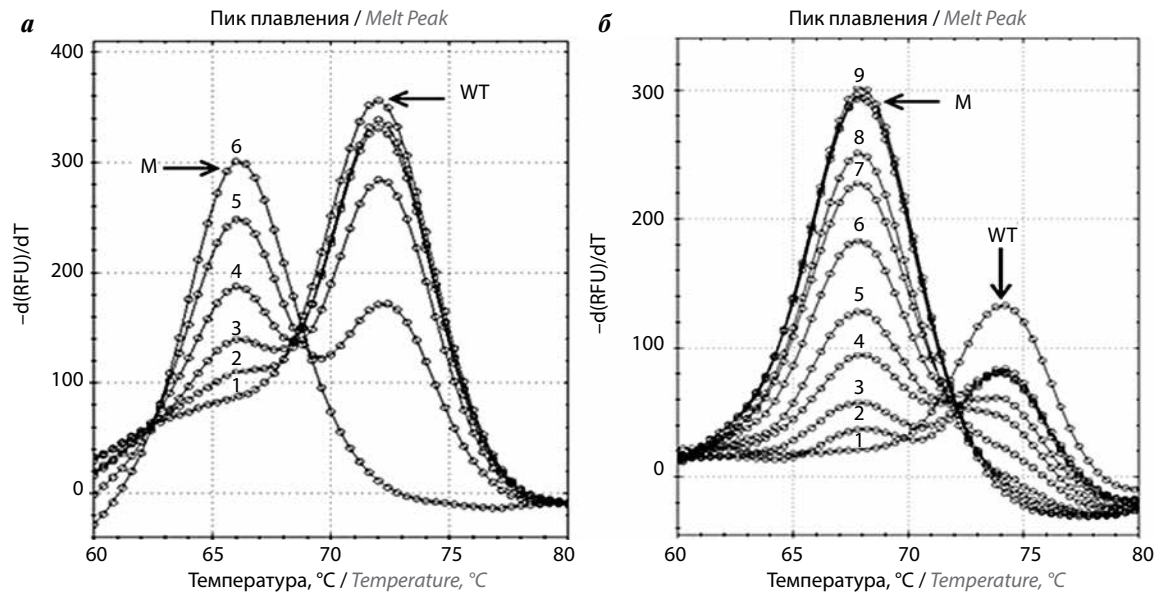 а
Пик плавления / Melt Peak
400
300
200
100
0
–d(RFU)/dT
WT
M
6
5
4
3
2
1
60 65 70 75 80
Температура, °C / Temperature, °C
б
Пик плавления / Melt Peak
300
200
100
0
–d(RFU)/dT
9
M
8
7
WT
6
5
4
3
2
1
60 65 70 75 80
Температура, °C / Temperature, °C